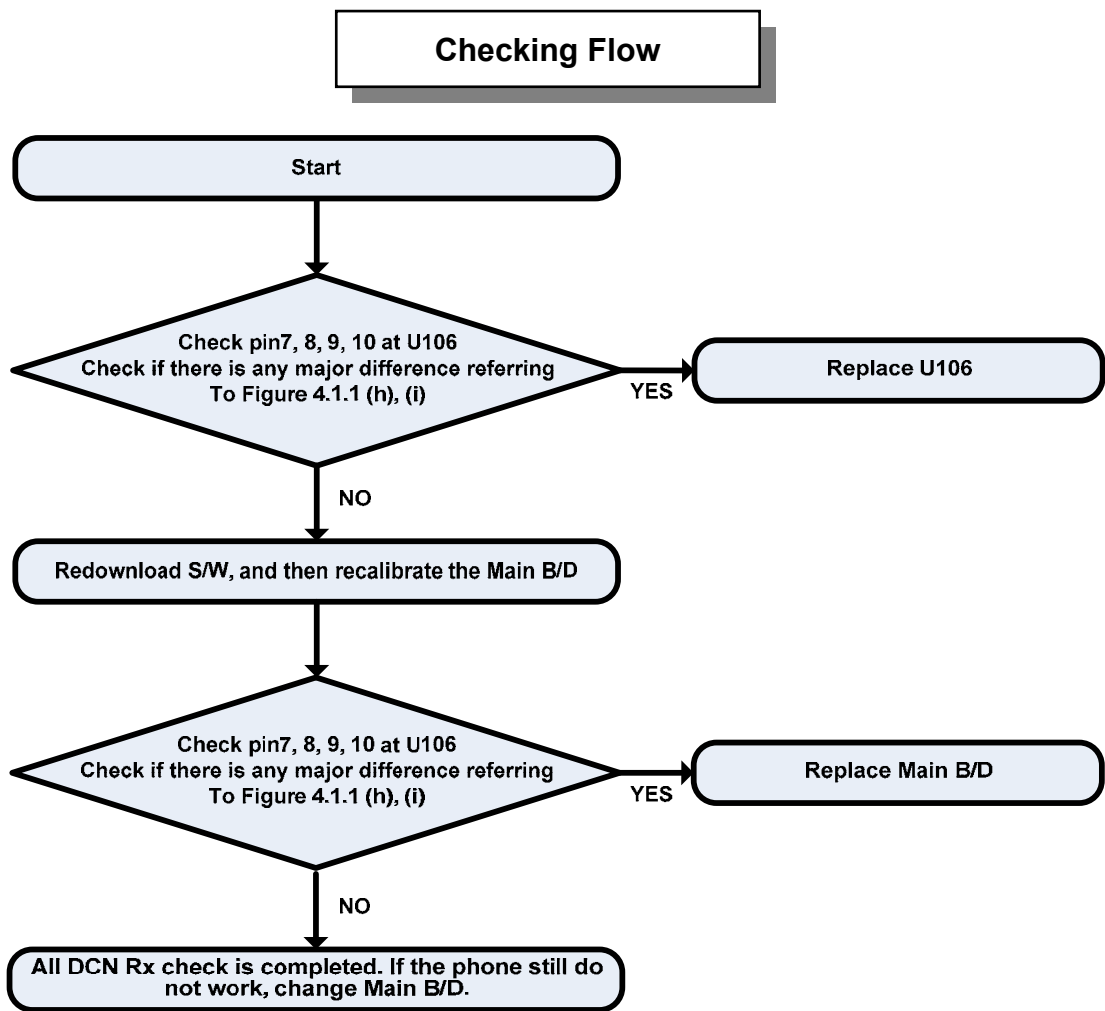 Checking Flow
Start
Check pin7, 8, 9, 10 at U106
Check if there is any major difference referring
To Figure 4.1.1 (h), (i)
YES
Replace U106
NO
Redownload S/W, and then recalibrate the Main B/D
Check pin7, 8, 9, 10 at U106
Check if there is any major difference referring
To Figure 4.1.1 (h), (i)
YES
Replace Main B/D
NO
All DCN Rx check is completed. If the phone still do
not work, change Main B/D.